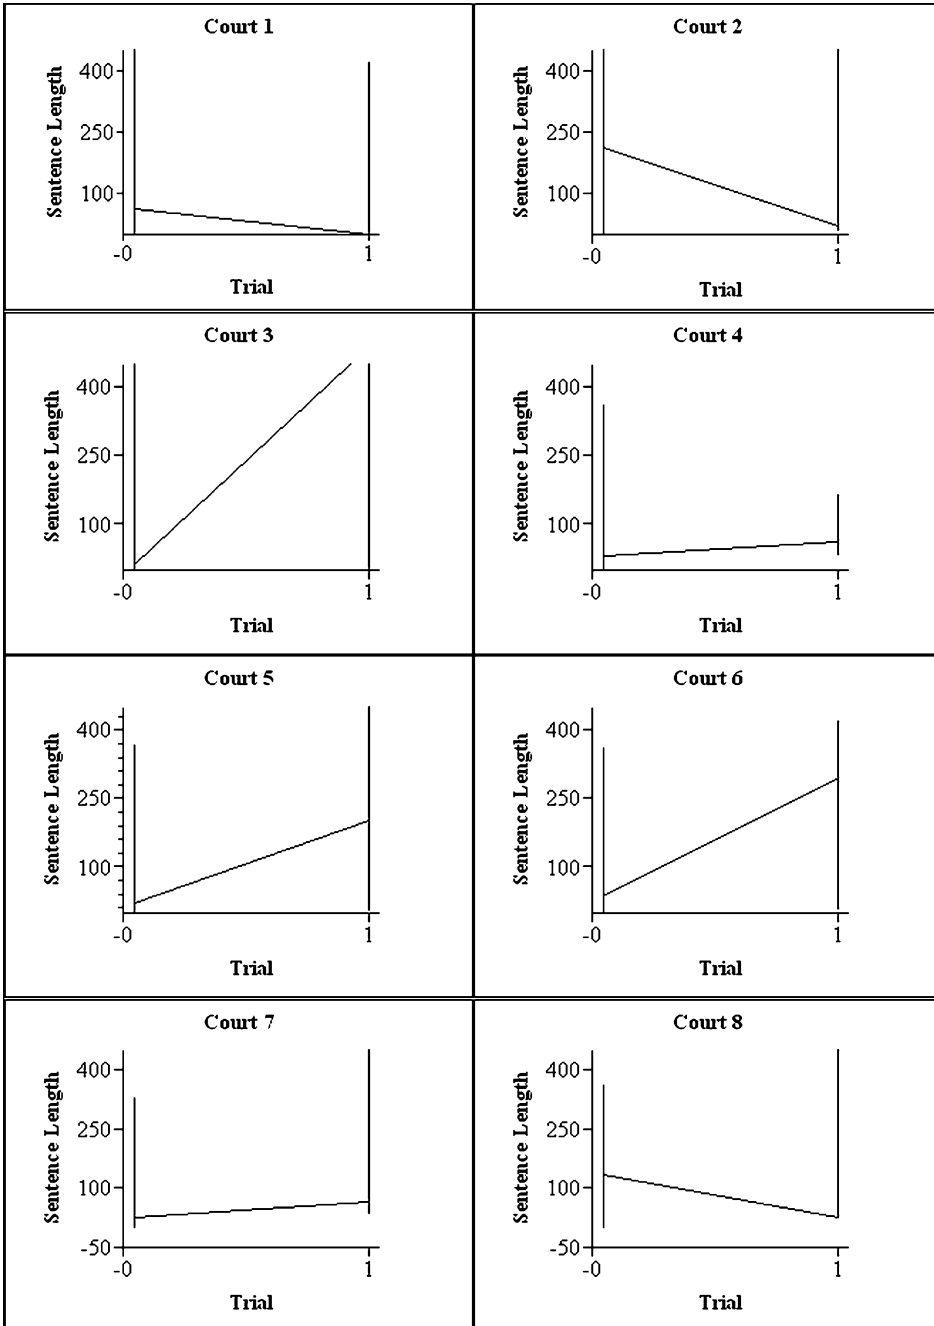 Court 1
Sentence Length
400
250
100
-0
1
Trial
Court 2
Sentence Length
400
250
100
-0
1
Trial
Court 3
Sentence Length
400
250
100
-0
1
Trial
Court 4
Sentence Length
400
250
100
-0
1
Trial
Court 5
Sentence Length
400
250
100
-0
1
Trial
Court 6
Sentence Length
400
250
100
-0
1
Trial
Court 7
Sentence Length
400
250
100
-50
-0
1
Trial
Court 8
Sentence Length
400
250
100
-50
-0
1
Trial